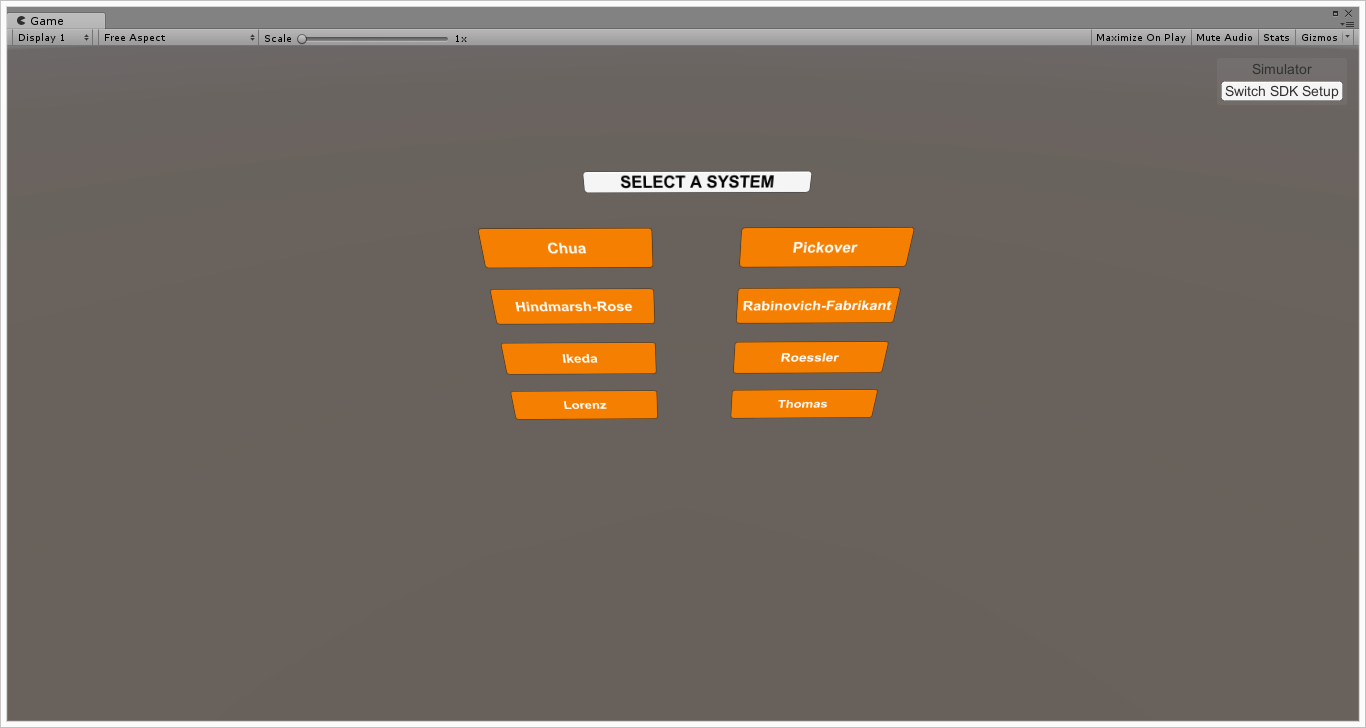 Game
Display 1
Free Aspect
Scale
1x
Maximize On Play
Mute Audio
Stats
Gizmos
Simulator
Switch SDK Setup
SELECT A SYSTEM
Chua
Pickover
Hindmarsh-Rose
Rabinovich-Fabrikant
Ikeda
Roessler
Lorenz
Thomas